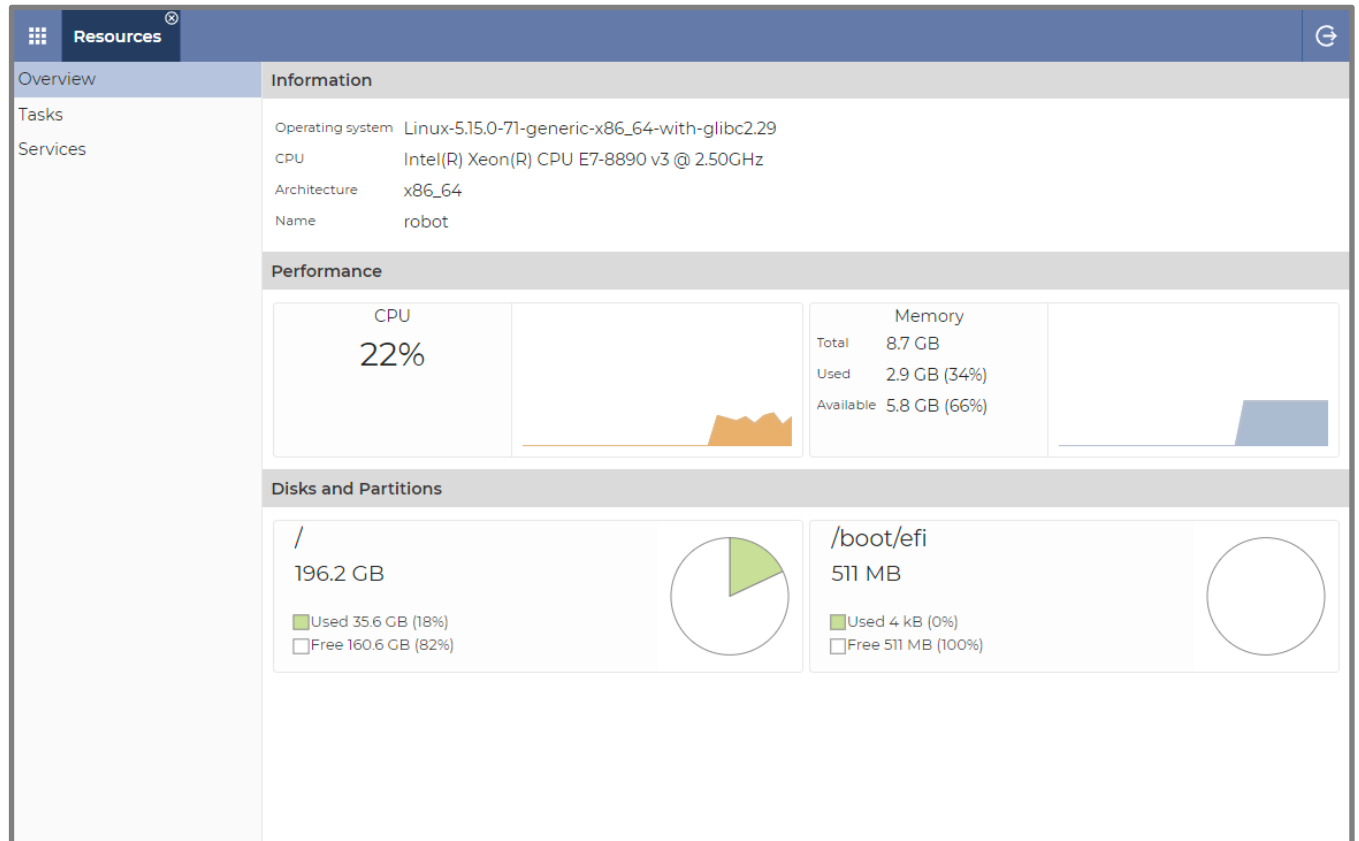 Resources
Overview
Tasks
Services
Information
Operating system Linux-5.15.0-71-generic-x86_64-with-glibc2.29
CPU Intel(R) Xeon(R) CPU E7-8890 v3 @ 2.50GHz
Architecture x86_64
Name robot
Performance
CPU
22%
Memory
Total 8.7 GB
Used 2.9 GB (34%)
Available 5.8 GB (66%)
Disks and Partitions
/
196.2 GB
Used 35.6 GB (18%)
Free 160.6 GB (82%)
/boot/efi
511 MB
Used 4 kB (0%)
Free 511 MB (100%)